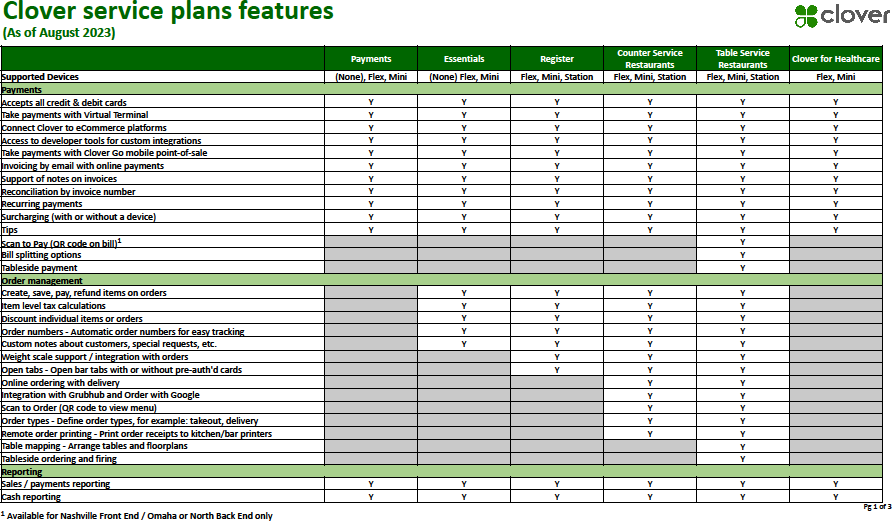 Clover service plans features
(As of August 2023)
clover
Payments Essentials Register Counter Service Restaurants Table Service Restaurants Clover for Healthcare
Supported Devices (None), Flex, Mini (None) Flex, Mini Flex, Mini, Station Flex, Mini, Station Flex, Mini, Station Flex, Mini
Payments
Accepts all credit & debit cards Y Y Y Y Y Y
Take payments with Virtual Terminal Y Y Y Y Y Y
Connect Clover to eCommerce platforms Y Y Y Y Y Y
Access to developer tools for custom integrations Y Y Y Y Y Y
Take payments with Clover Go mobile point-of-sale Y Y Y Y Y Y
Invoicing by email with online payments Y Y Y Y Y Y
Support of notes on invoices Y Y Y Y Y Y
Reconciliation by invoice number Y Y Y Y Y Y
Recurring payments Y Y Y Y Y Y
Surcharging (with or without a device) Y Y Y Y Y Y
Tips Y Y Y Y Y Y
Scan to Pay (QR code on bill)¹ Y
Bill splitting options Y
Tableside payment Y
Order management
Create, save, pay, refund items on orders Y Y Y Y
Item level tax calculations Y Y Y Y
Discount individual items or orders Y Y Y Y
Order numbers - Automatic order numbers for easy tracking Y Y Y Y
Custom notes about customers, special requests, etc. Y Y Y Y
Weight scale support / integration with orders Y Y Y
Open tabs - Open bar tabs with or without pre-auth'd cards Y Y Y
Online ordering with delivery Y Y
Integration with Grubhub and Order with Google Y Y
Scan to Order (QR code to view menu) Y Y
Order types - Define order types, for example: takeout, delivery Y Y
Remote order printing - Print order receipts to kitchen/bar printers Y Y
Table mapping - Arrange tables and floorplans Y
Tableside ordering and firing Y
Reporting
Sales / payments reporting Y Y Y Y Y Y
Cash reporting Y Y Y Y Y Y
Pg 1 of 3
¹ Available for Nashville Front End / Omaha or North Back End only